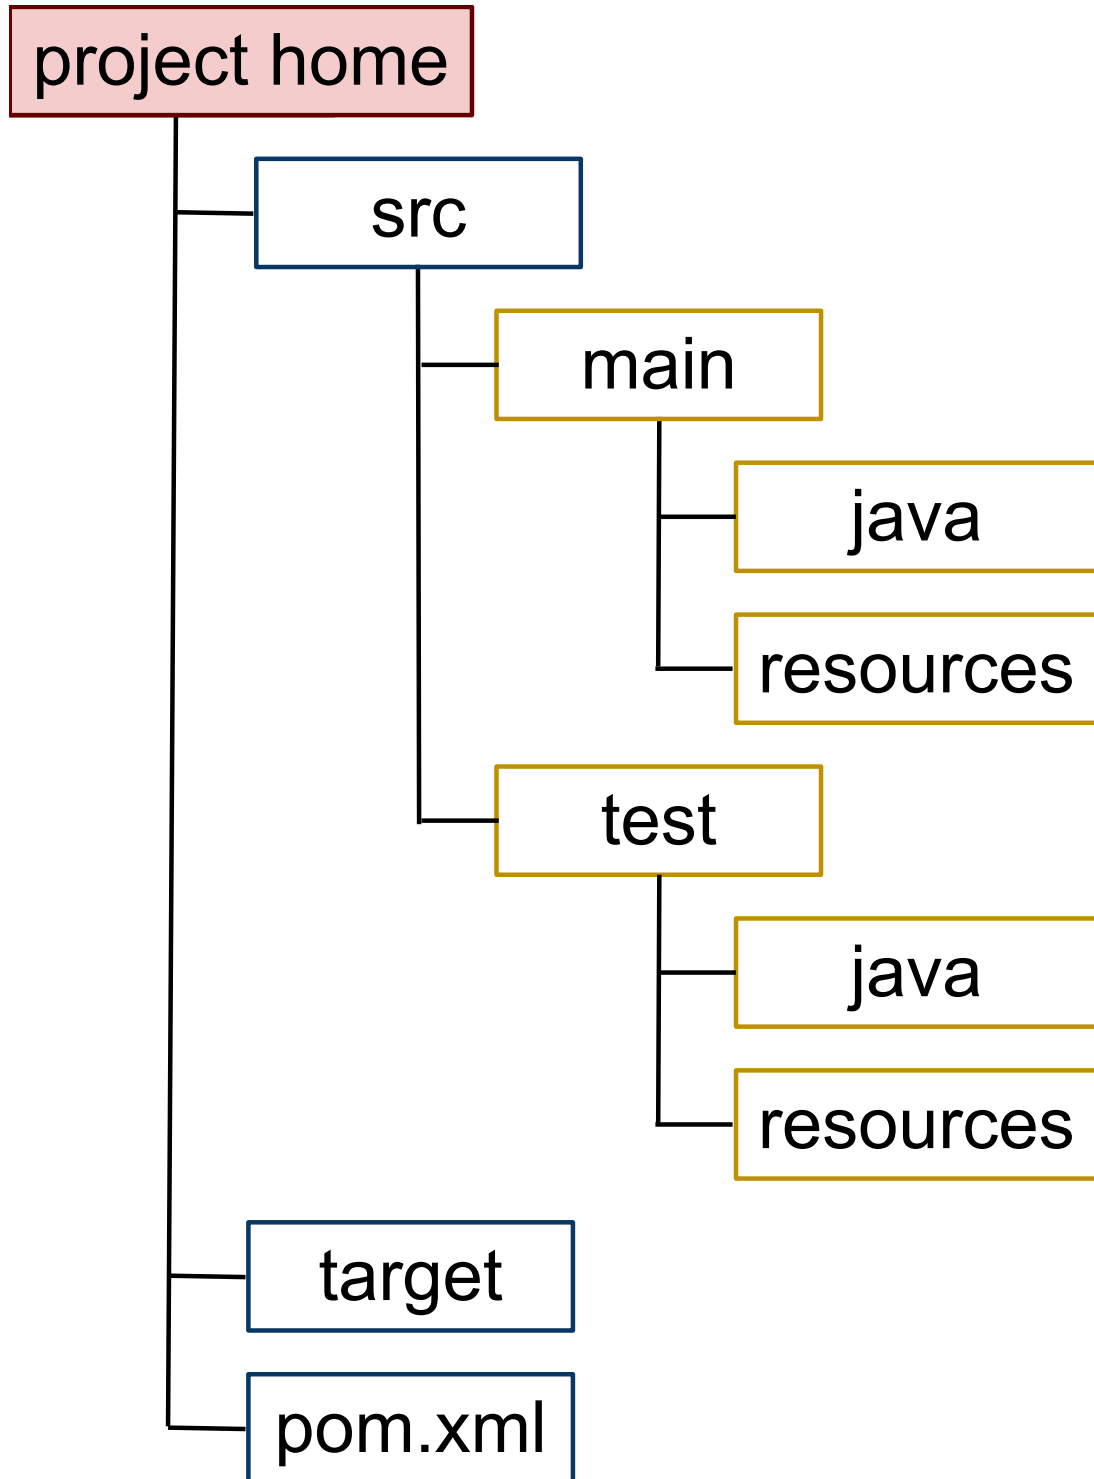 project home
src
main
java
resources
test
java
resources
target
pom.xml